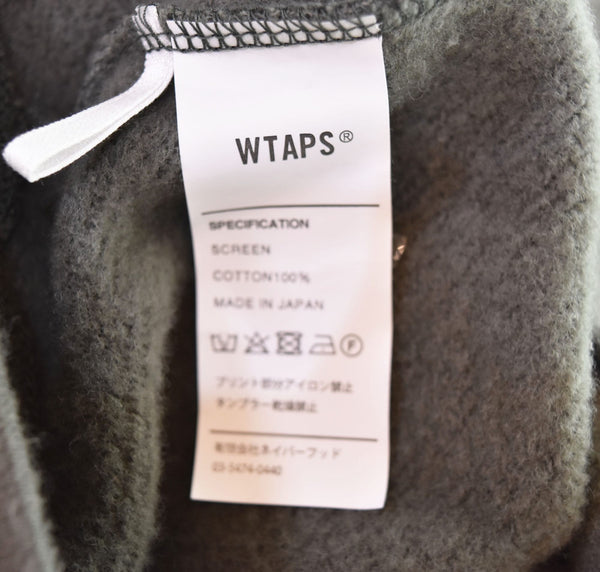 WTAPS®
SPECIFICATION
SCREEN
COTTON100%
MADE IN JAPAN
F
プリント部分アイロン禁止
タンブラー乾燥禁止
有限会社ネイバーフッド
03-5474-0440